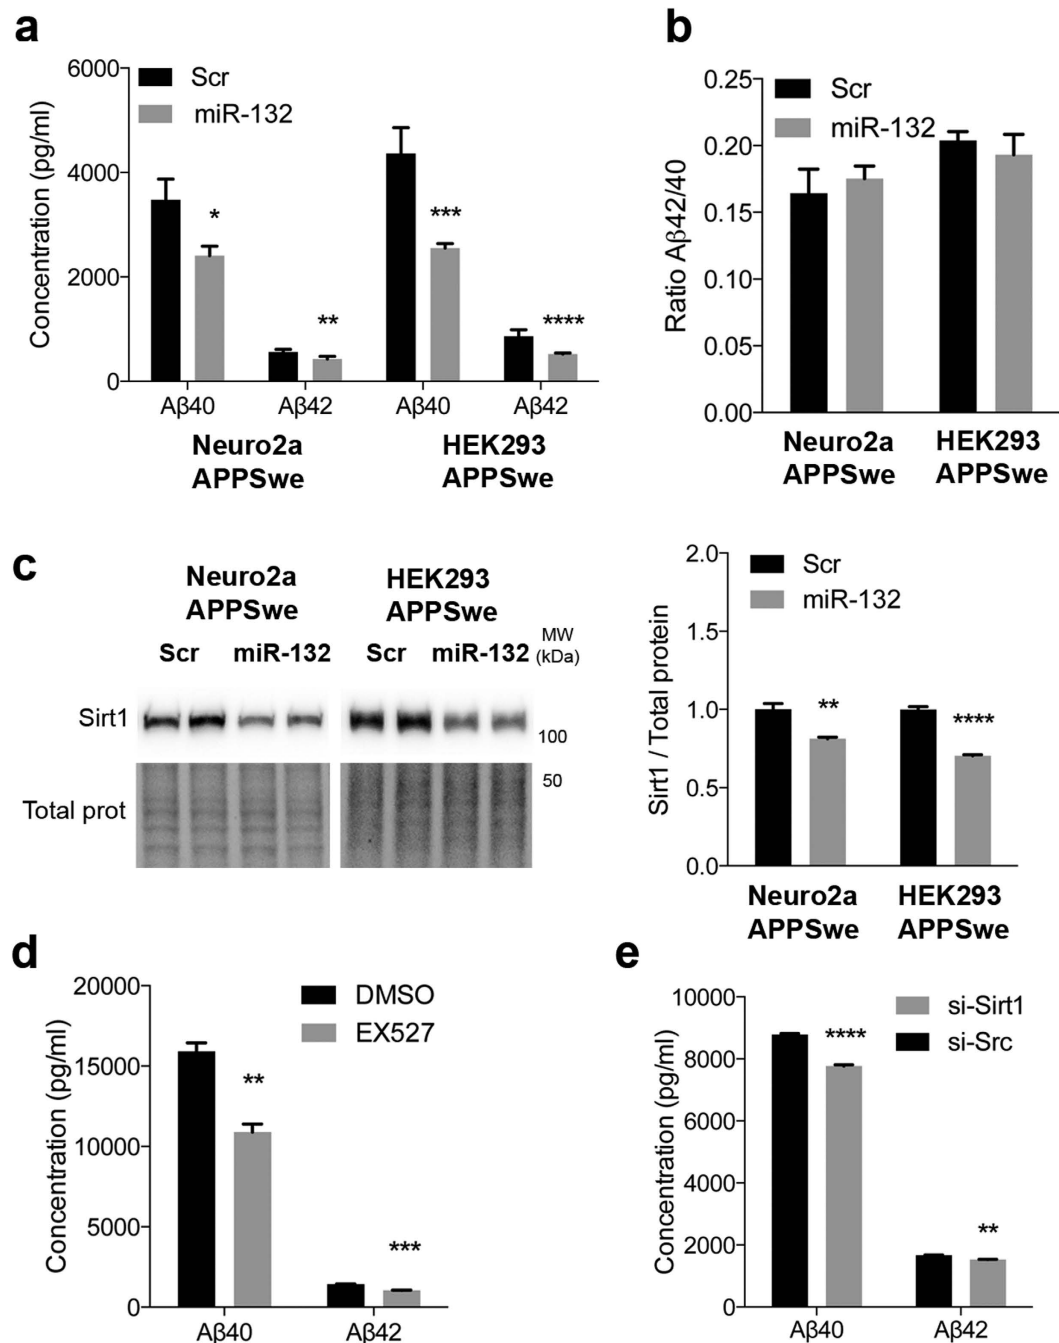 a
6000
4000
2000
0
Concentration (pg/ml)
Scr
miR-132
*
**
***
****
Aβ40
Aβ42
Aβ40
Aβ42
Neuro2a
APPSwe
HEK293
APPSwe
b
0.25
0.20
0.15
0.10
0.05
0.00
Ratio Aβ42/40
Scr
miR-132
Neuro2a
APPSwe
HEK293
APPSwe
c
Neuro2a
APPSwe
HEK293
APPSwe
Scr miR-132 Scr miR-132
MW
(kDa)
Sirt1
100
50
Total prot
2.0
1.5
1.0
0.5
0.0
Sirt1 / Total protein
Scr
miR-132
**
****
Neuro2a
APPSwe
HEK293
APPSwe
d
20000
15000
10000
5000
0
Concentration (pg/ml)
DMSO
EX527
**
***
Aβ40
Aβ42
e
10000
8000
6000
4000
2000
0
Concentration (pg/ml)
si-Sirt1
si-Src
****
**
Aβ40
Aβ42